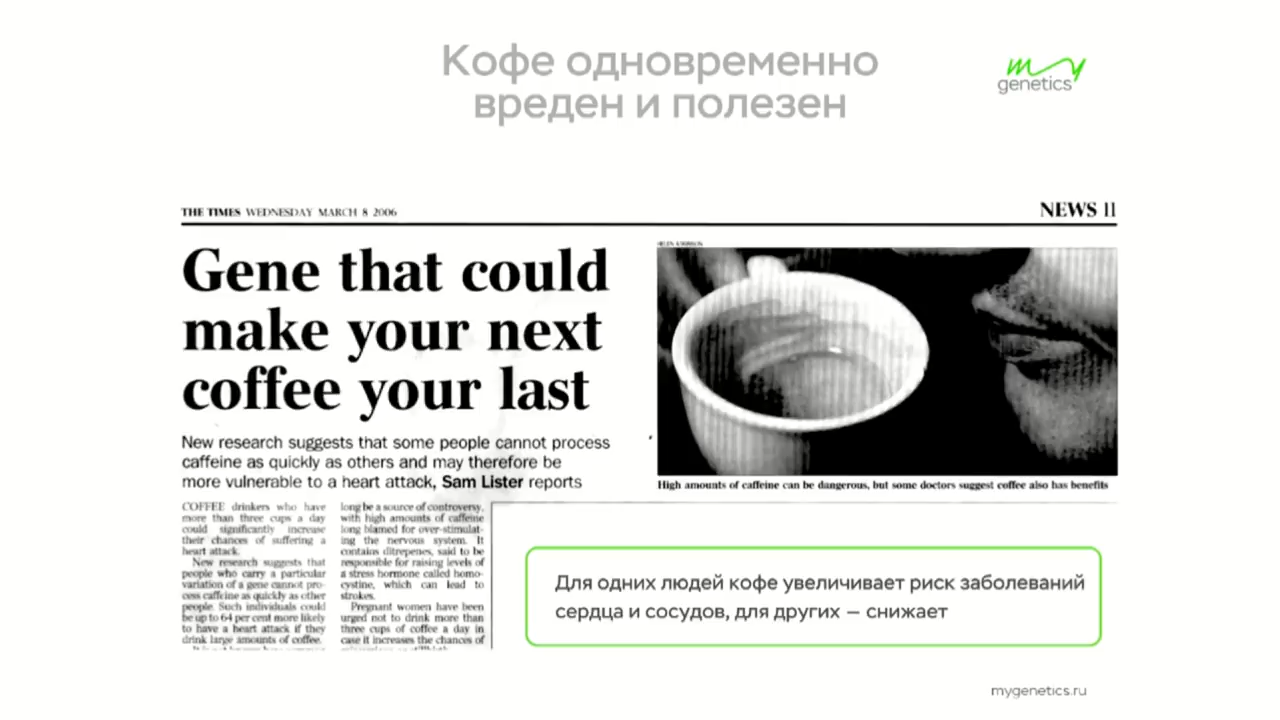 Кофе одновременно
вреден и полезен
my
genetics
THE TIMES WEDNESDAY MARCH 8 2006
NEWS 11
Gene that could
make your next
coffee your last
New research suggests that some people cannot process
caffeine as quickly as others and may therefore be
more vulnerable to a heart attack, Sam Lister reports
High amounts of caffeine can be dangerous, but some doctors suggest coffee also has benefits
COFFEE drinkers who have
more than three cups a day
could significantly increase
their chances of suffering a
heart attack.
New research suggests that
people who carry a particular
variation of a gene cannot pro-
cess caffeine as quickly as other
people. Such individuals could
be up to 64 per cent more likely
to have a heart attack if they
drink large amounts of coffee.
long be a source of controversy,
with high amounts of caffeine
long blamed for over-stimulat-
ing the nervous system. It
contains ditrepenes, said to be
responsible for raising levels of
a stress hormone called homo-
cystine, which can lead to
strokes.
Pregnant women have been
urged not to drink more than
three cups of coffee a day in
case it increases the chances of
Для одних людей кофе увеличивает риск заболеваний
сердца и сосудов, для других – снижает
mygenetics.ru